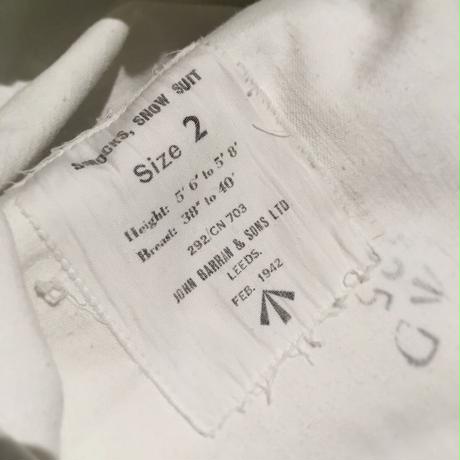 SMOCKS, SNOW SUIT
Size 2
Height: 5' 6' to 5' 8'
Breast: 38" to 40'
292/CN 703
JOHN BARRAN & SONS LTD
LEEDS.
FEB. 1942